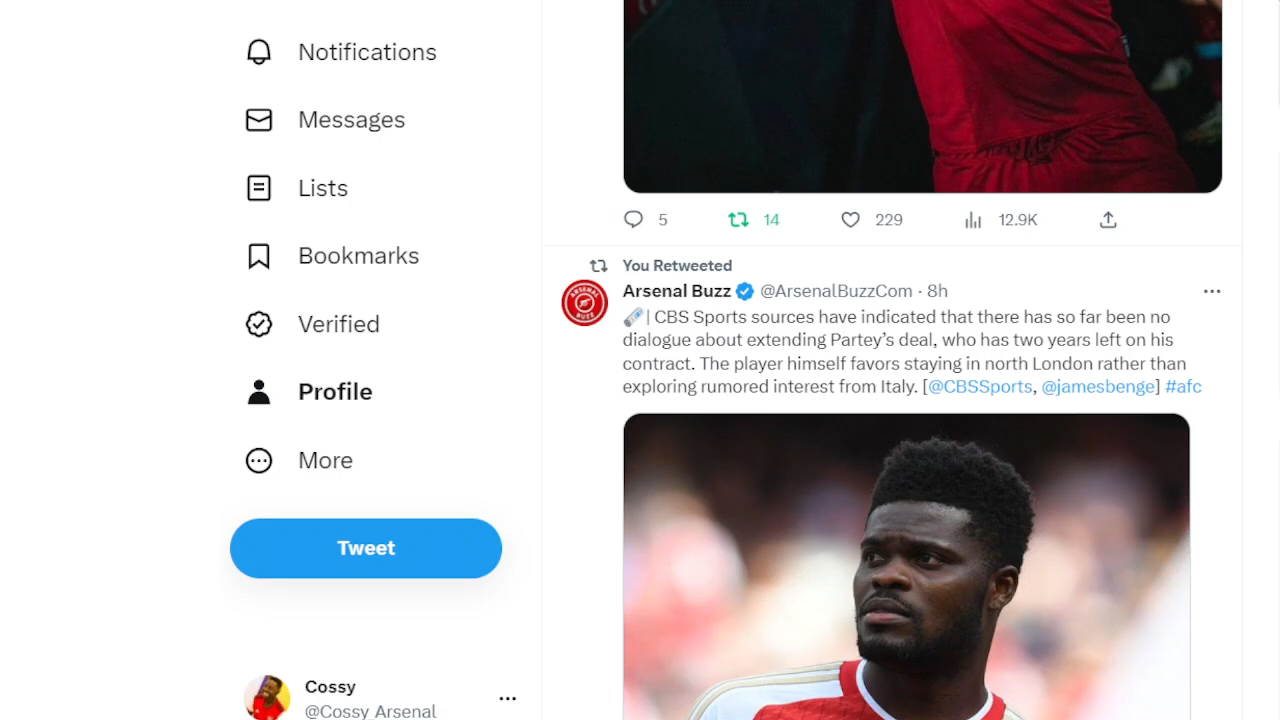 Notifications
Messages
Lists
Bookmarks
Verified
Profile
More
Tweet
Cossy
@Cossy_Arsenal
5 14 229 12.9K
You Retweeted
Arsenal Buzz @ArsenalBuzzCom · 8h
| CBS Sports sources have indicated that there has so far been no
dialogue about extending Partey’s deal, who has two years left on his
contract. The player himself favors staying in north London rather than
exploring rumored interest from Italy. [@CBSSports, @jamesbenge] #afc
ARSENAL
BUZZ